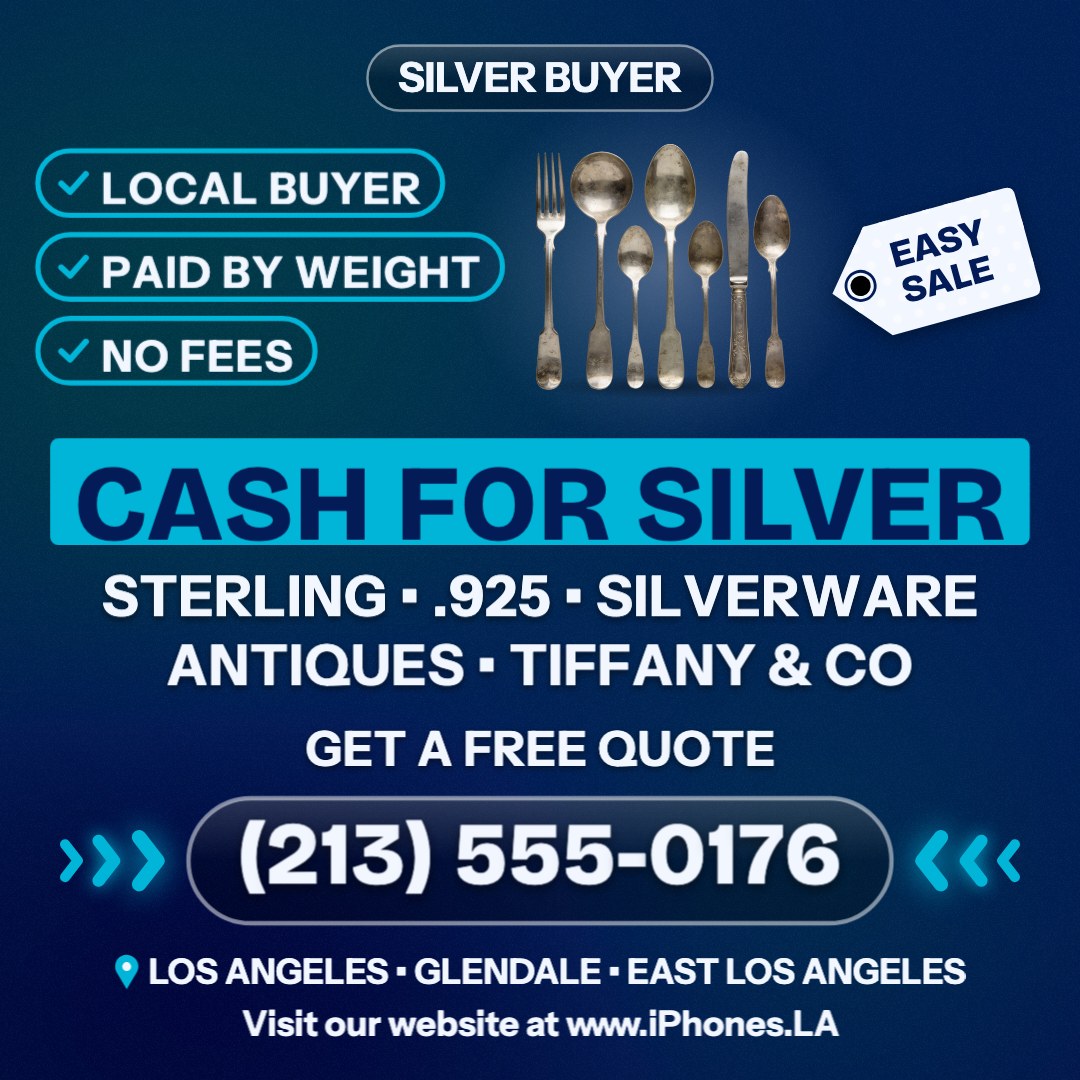 SILVER BUYER
LOCAL BUYER
PAID BY WEIGHT
NO FEES
EASY
SALE
CASH FOR SILVER
STERLING ▪ .925 ▪ SILVERWARE
ANTIQUES ▪ TIFFANY & CO
GET A FREE QUOTE
(213) 555-0176
LOS ANGELES ▪ GLENDALE ▪ EAST LOS ANGELES
Visit our website at www.iPhones.LA